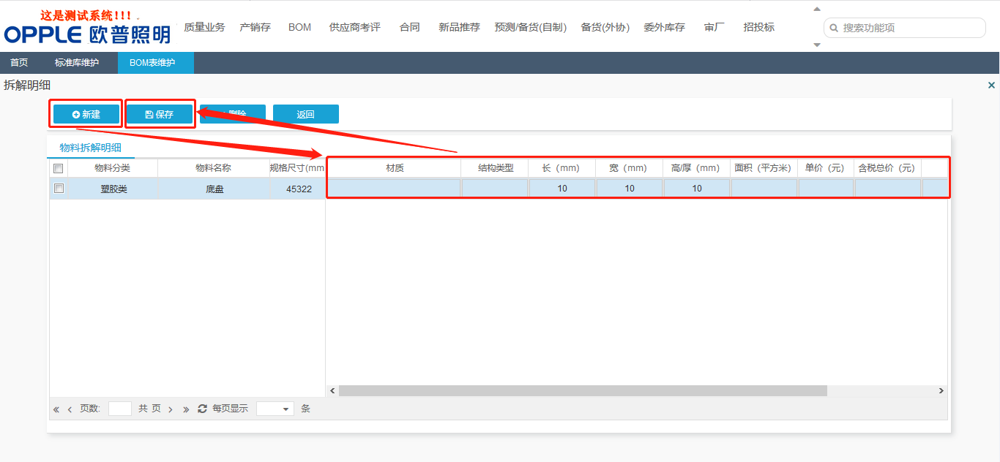 这是测试系统!!!
OPPLE 欧普照明
质量业务 产销存 BOM 供应商考评 合同 新品推荐 预测/备货(自制) 备货(外协) 委外库存 审厂 招投标
搜索功能项
首页 标准库维护 BOM表维护
拆解明细
新建 保存 删除 返回
物料拆解明细
物料分类 物料名称 规格尺寸(mm 材质 结构类型 长（mm） 宽（mm） 高/厚（mm） 面积（平方米） 单价（元） 含税总价（元）
塑胶类 底盘 45322 10 10 10
页数: 共 页 每页显示 条